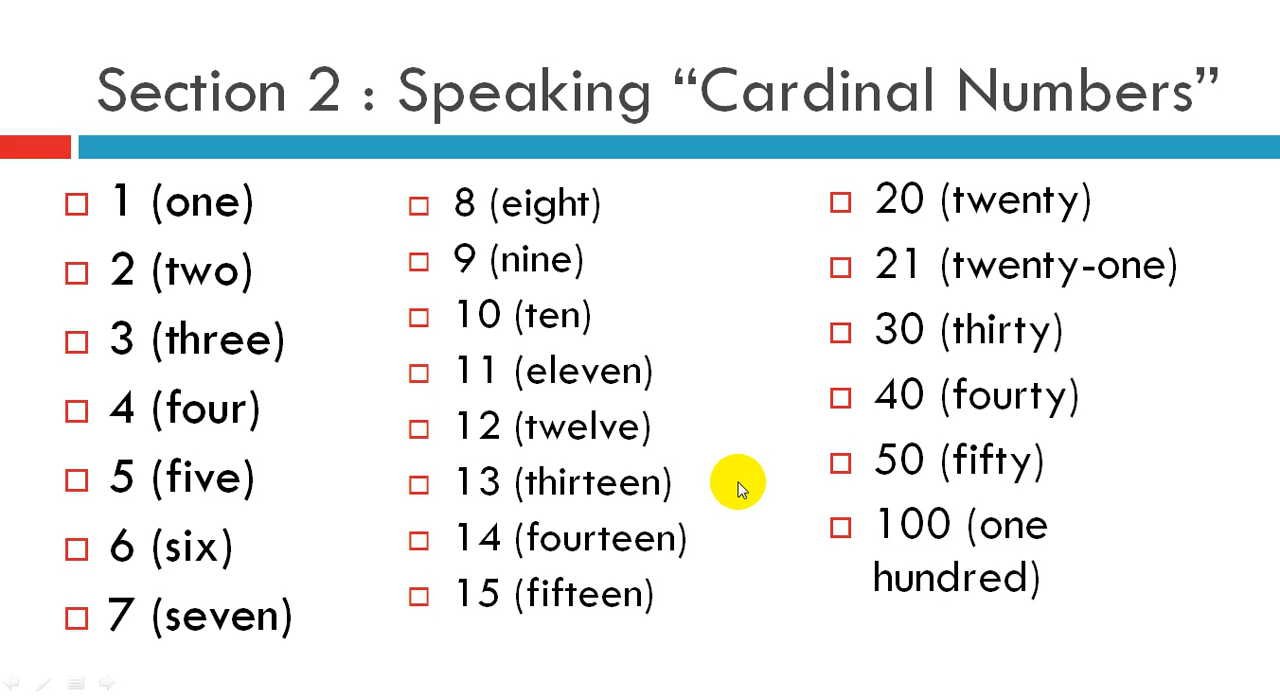 Section 2 : Speaking “Cardinal Numbers”
1 (one)
2 (two)
3 (three)
4 (four)
5 (five)
6 (six)
7 (seven)
8 (eight)
9 (nine)
10 (ten)
11 (eleven)
12 (twelve)
13 (thirteen)
14 (fourteen)
15 (fifteen)
20 (twenty)
21 (twenty-one)
30 (thirty)
40 (fourty)
50 (fifty)
100 (one
hundred)